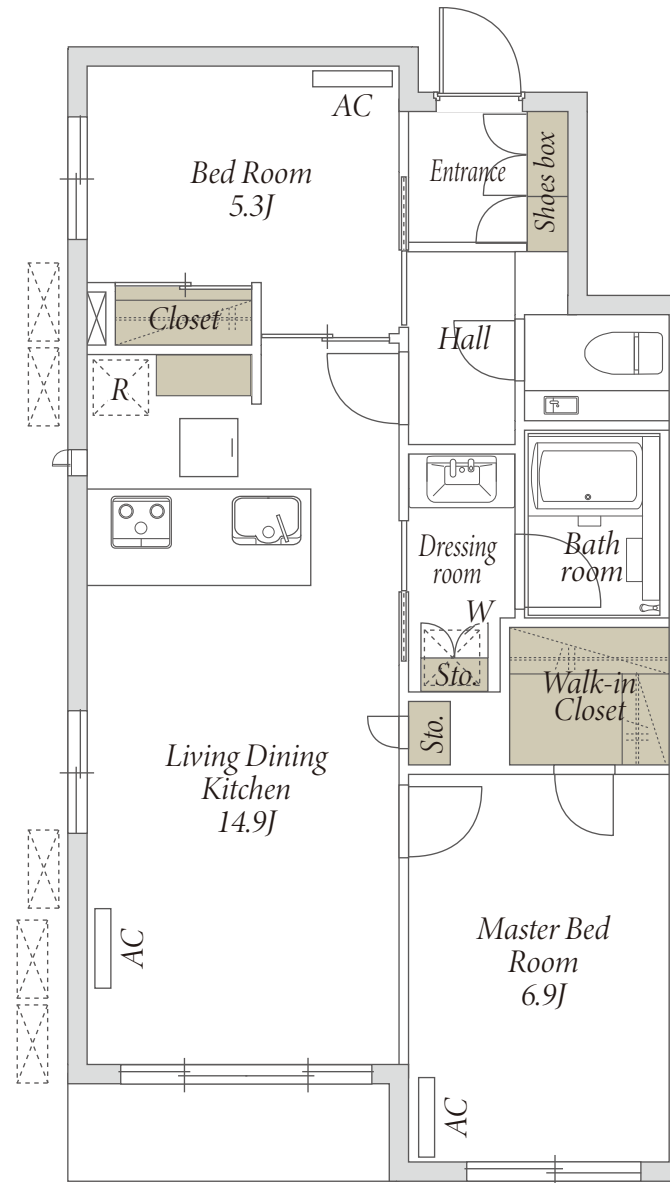 AC
Bed Room
5.3J
Entrance
Shoes box
Closet
Hall
R
Dressing
room
Bath
room
W
Sto.
Walk-in
Closet
Sto.
Living Dining
Kitchen
14.9J
Master Bed
Room
6.9J
AC
AC